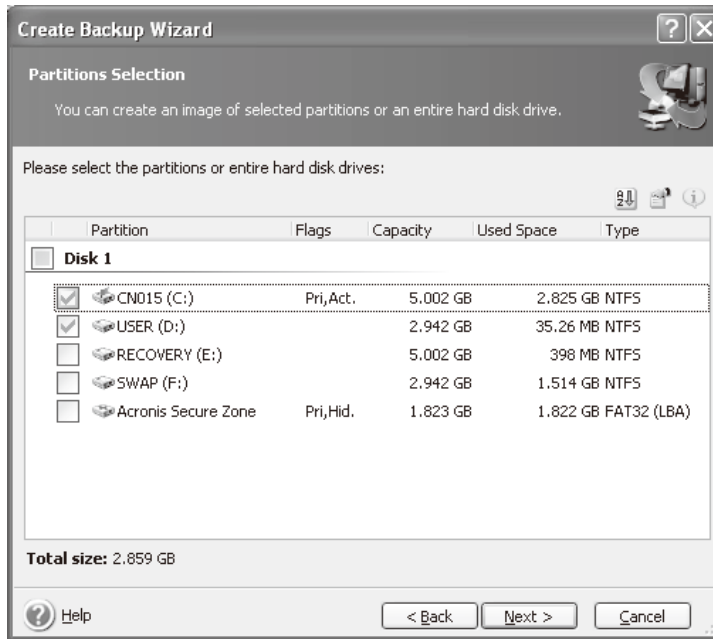 Create Backup Wizard
Partitions Selection
You can create an image of selected partitions or an entire hard disk drive.
Please select the partitions or entire hard disk drives:
Partition Flags Capacity Used Space Type
Disk 1
CN015 (C:) Pri,Act. 5.002 GB 2.825 GB NTFS
USER (D:) 2.942 GB 35.26 MB NTFS
RECOVERY (E:) 5.002 GB 398 MB NTFS
SWAP (F:) 2.942 GB 1.514 GB NTFS
Acronis Secure Zone Pri,Hid. 1.823 GB 1.822 GB FAT32 (LBA)
Total size: 2.859 GB
Help < Back Next > Cancel